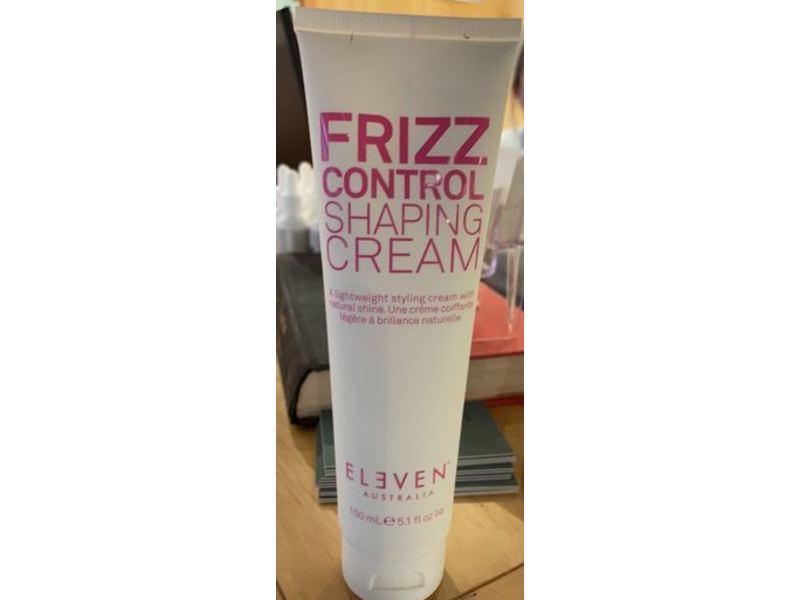 FRIZZ
CONTROL
SHAPING
CREAM
A lightweight styling cream with
natural shine. Une crème coiffante
légère à brillance naturelle.
ELEVEN
AUSTRALIA
150 mL ℮ 5.1 fl oz